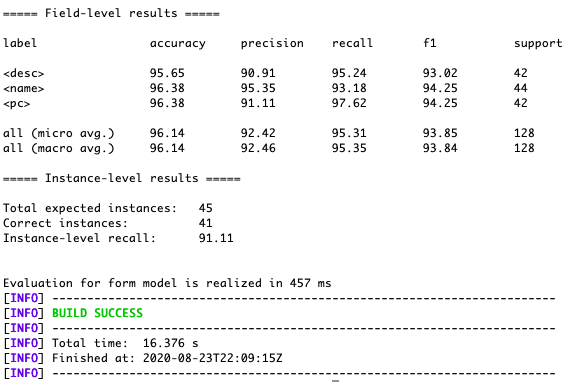 ===== Field-level results =====
label accuracy precision recall f1 support
<desc> 95.65 90.91 95.24 93.02 42
<name> 96.38 95.35 93.18 94.25 44
<pc> 96.38 91.11 97.62 94.25 42
all (micro avg.) 96.14 92.42 95.31 93.85 128
all (macro avg.) 96.14 92.46 95.35 93.84 128
===== Instance-level results =====
Total expected instances: 45
Correct instances: 41
Instance-level recall: 91.11
Evaluation for form model is realized in 457 ms
[INFO] ------------------------------------------------------------------------
[INFO] BUILD SUCCESS
[INFO] ------------------------------------------------------------------------
[INFO] Total time: 16.376 s
[INFO] Finished at: 2020-08-23T22:09:15Z
[INFO] ------------------------------------------------------------------------